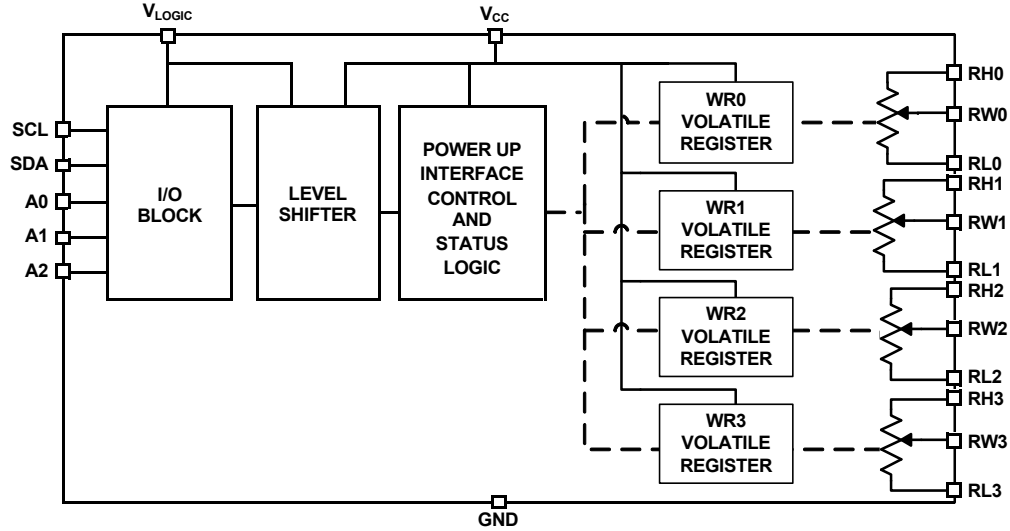 VLOGIC
VCC
SCL
SDA
A0
A1
A2
I/O
BLOCK
LEVEL
SHIFTER
POWER UP
INTERFACE
CONTROL
AND
STATUS
LOGIC
WR0
VOLATILE
REGISTER
WR1
VOLATILE
REGISTER
WR2
VOLATILE
REGISTER
WR3
VOLATILE
REGISTER
RH0
RW0
RL0
RH1
RW1
RL1
RH2
RW2
RL2
RH3
RW3
RL3
GND